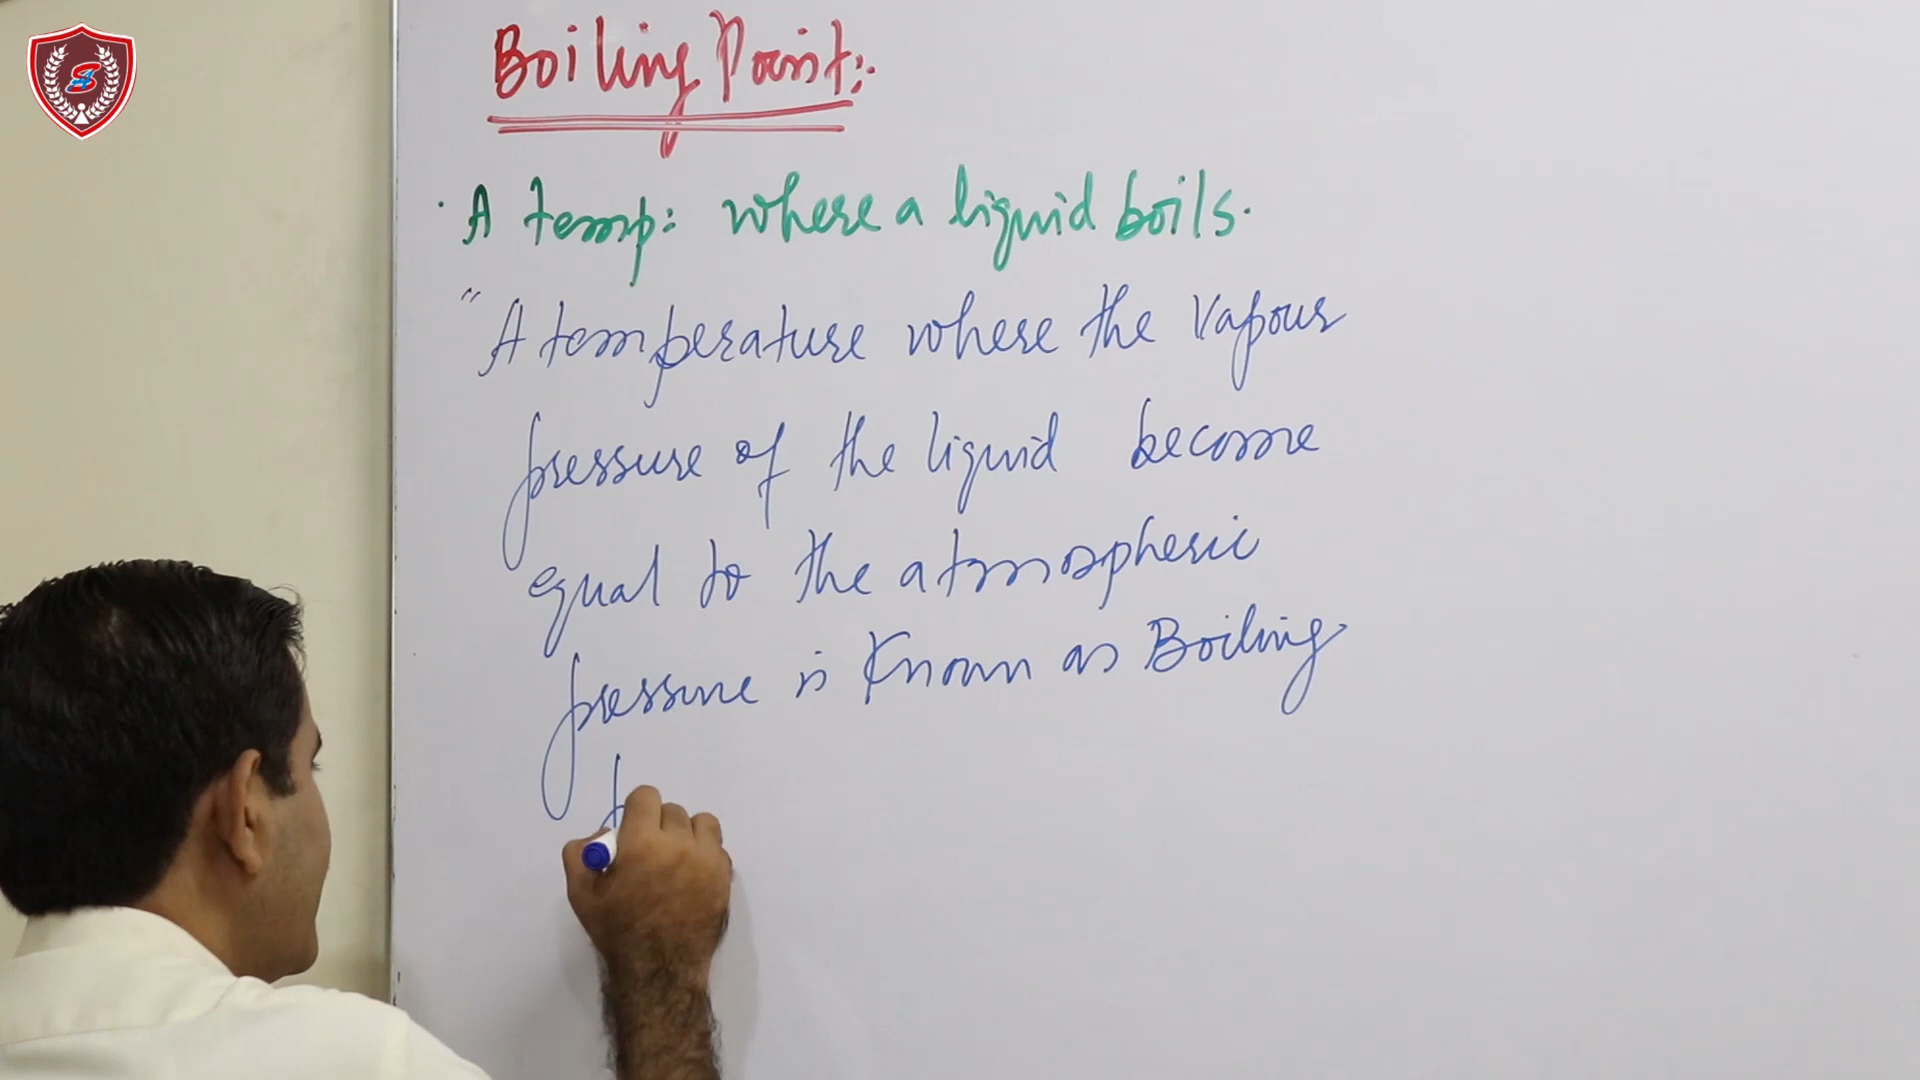 Boiling Point:-
· A temp: where a liquid boils.
"A temperature where the vapour
pressure of the liquid become
equal to the atmospheric
pressure is Known as Boiling
p